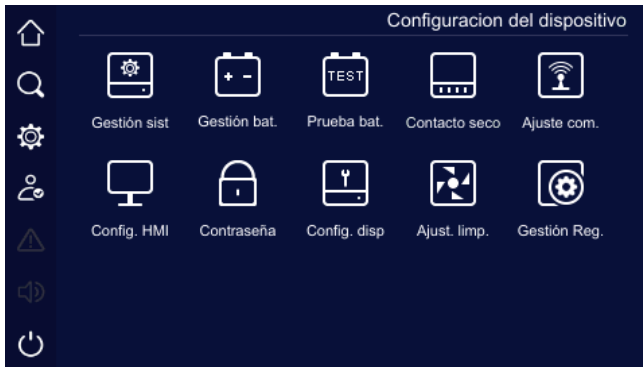 Configuracion del dispositivo
+ -
TEST
Gestión sist
Gestión bat.
Prueba bat.
Contacto seco
Ajuste com.
Config. HMI
Contraseña
Config. disp
Ajust. limp.
Gestión Reg.